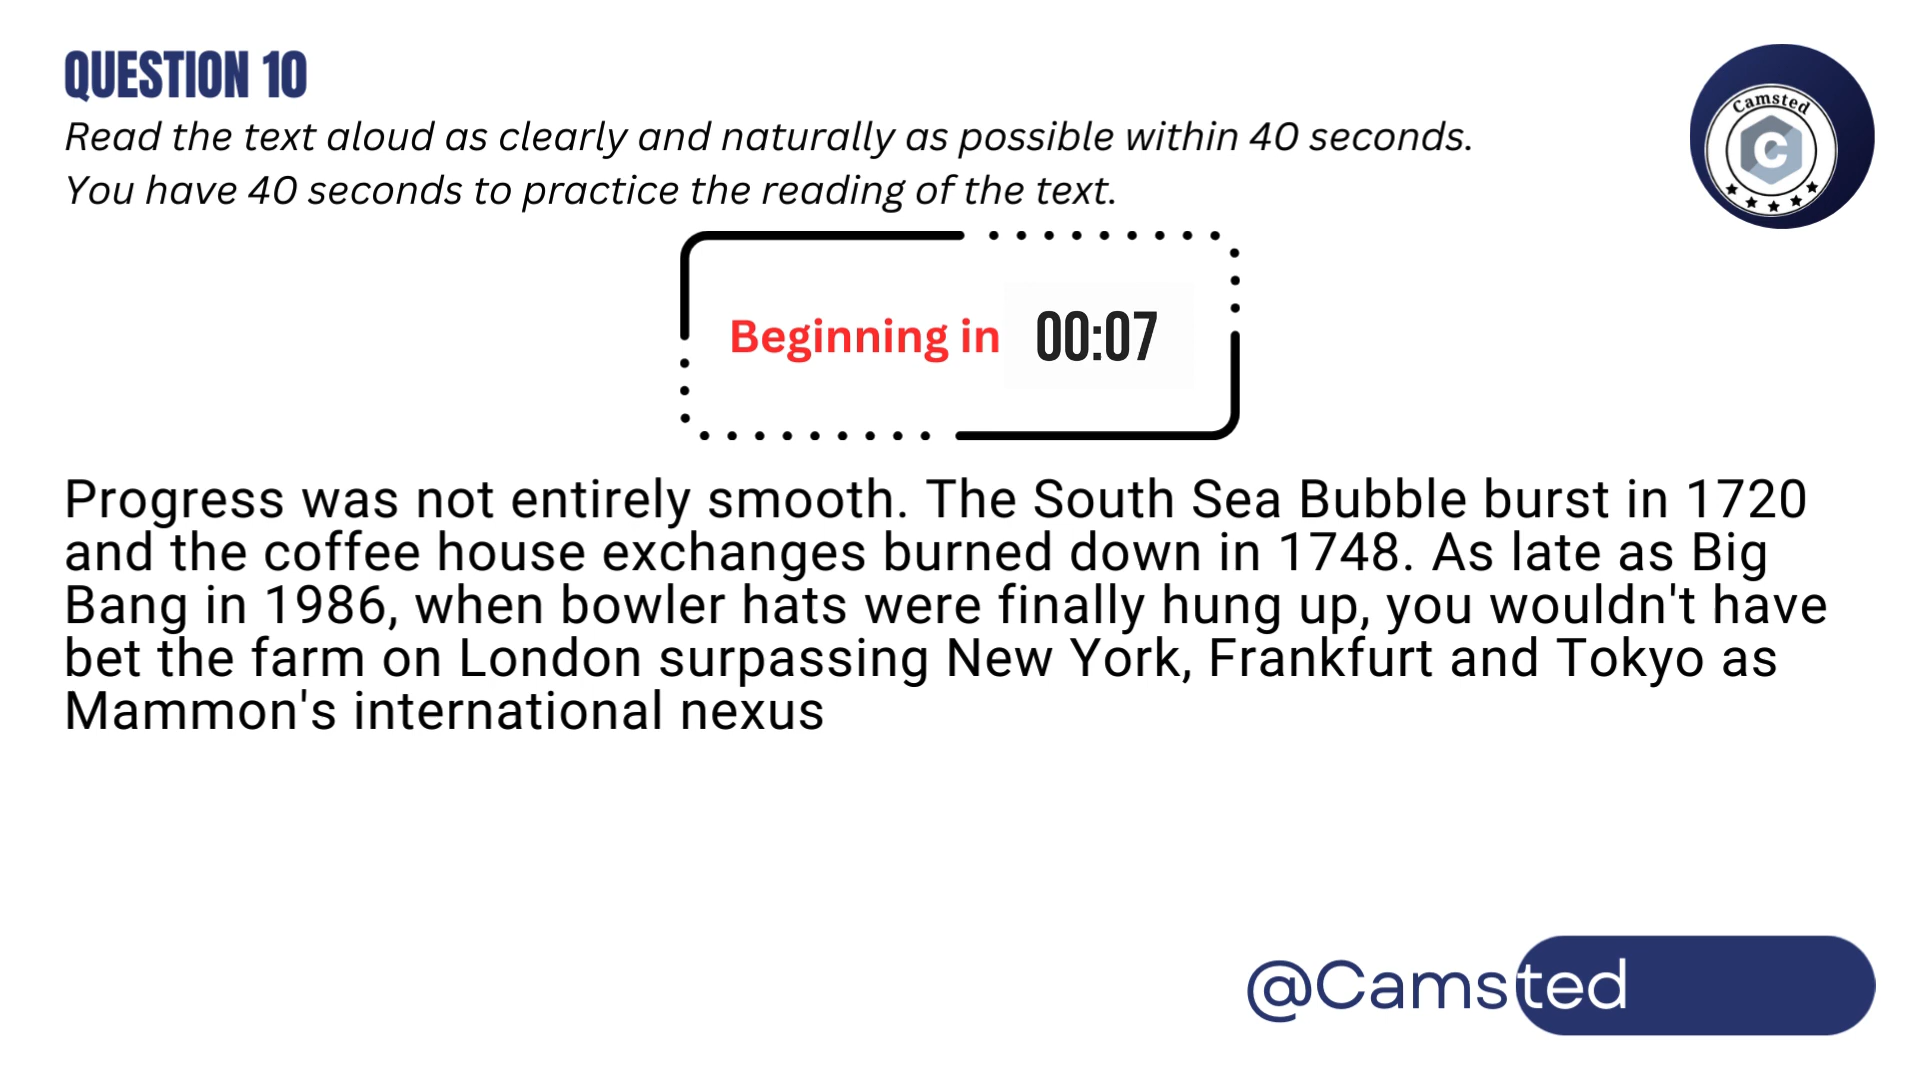 QUESTION 10
Read the text aloud as clearly and naturally as possible within 40 seconds.
You have 40 seconds to practice the reading of the text.
Camsted
C
Beginning in 00:07
Progress was not entirely smooth. The South Sea Bubble burst in 1720
and the coffee house exchanges burned down in 1748. As late as Big
Bang in 1986, when bowler hats were finally hung up, you wouldn't have
bet the farm on London surpassing New York, Frankfurt and Tokyo as
Mammon's international nexus
@Camsted